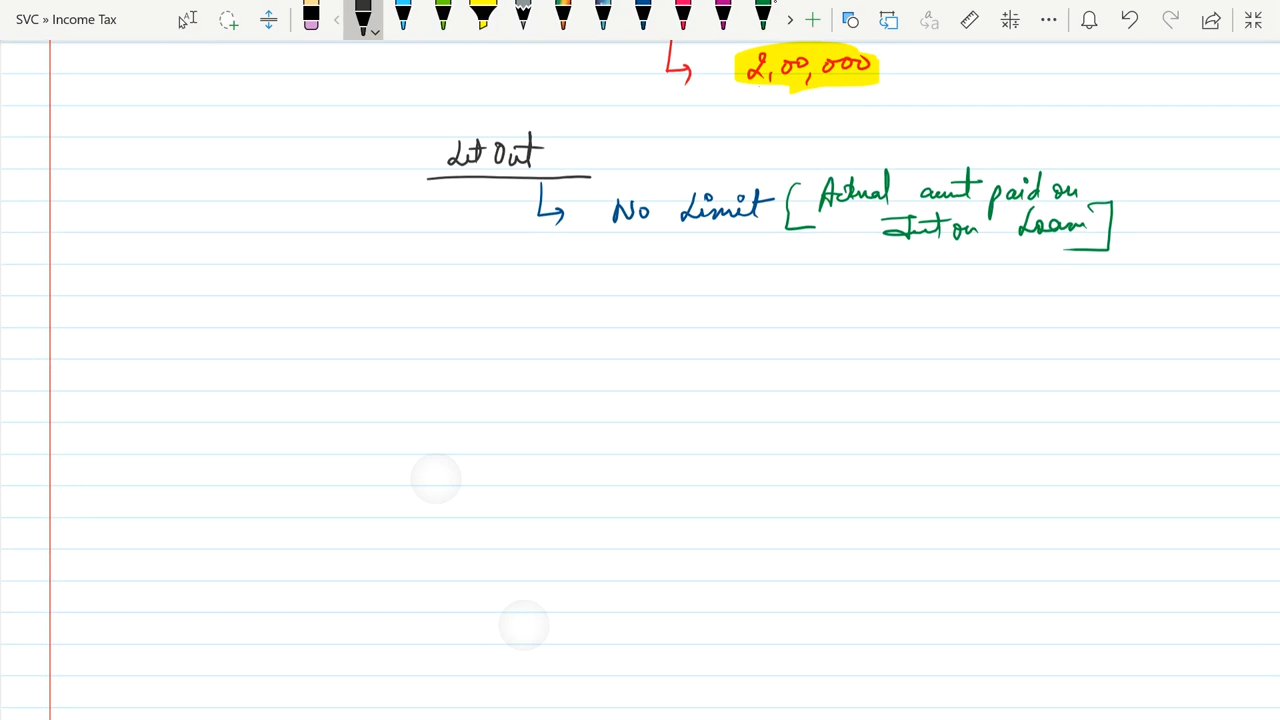 SVC » Income Tax
2,00,000
Let Out
No Limit [Actual amt paid on
Int on Loan]